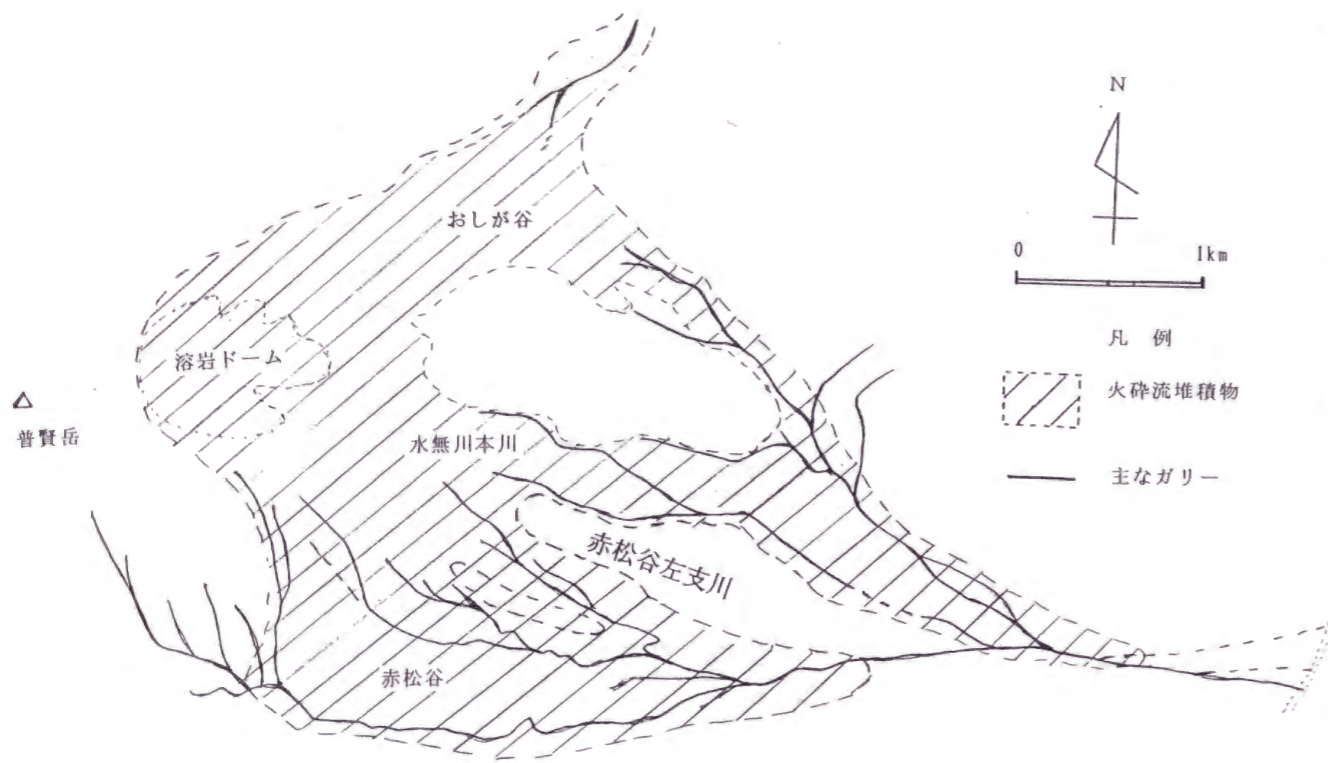 N
0 1km
おしが谷
凡 例
溶岩ドーム
火砕流堆積物
普賢岳
水無川本川
主なガリー
赤松谷左支川
赤松谷